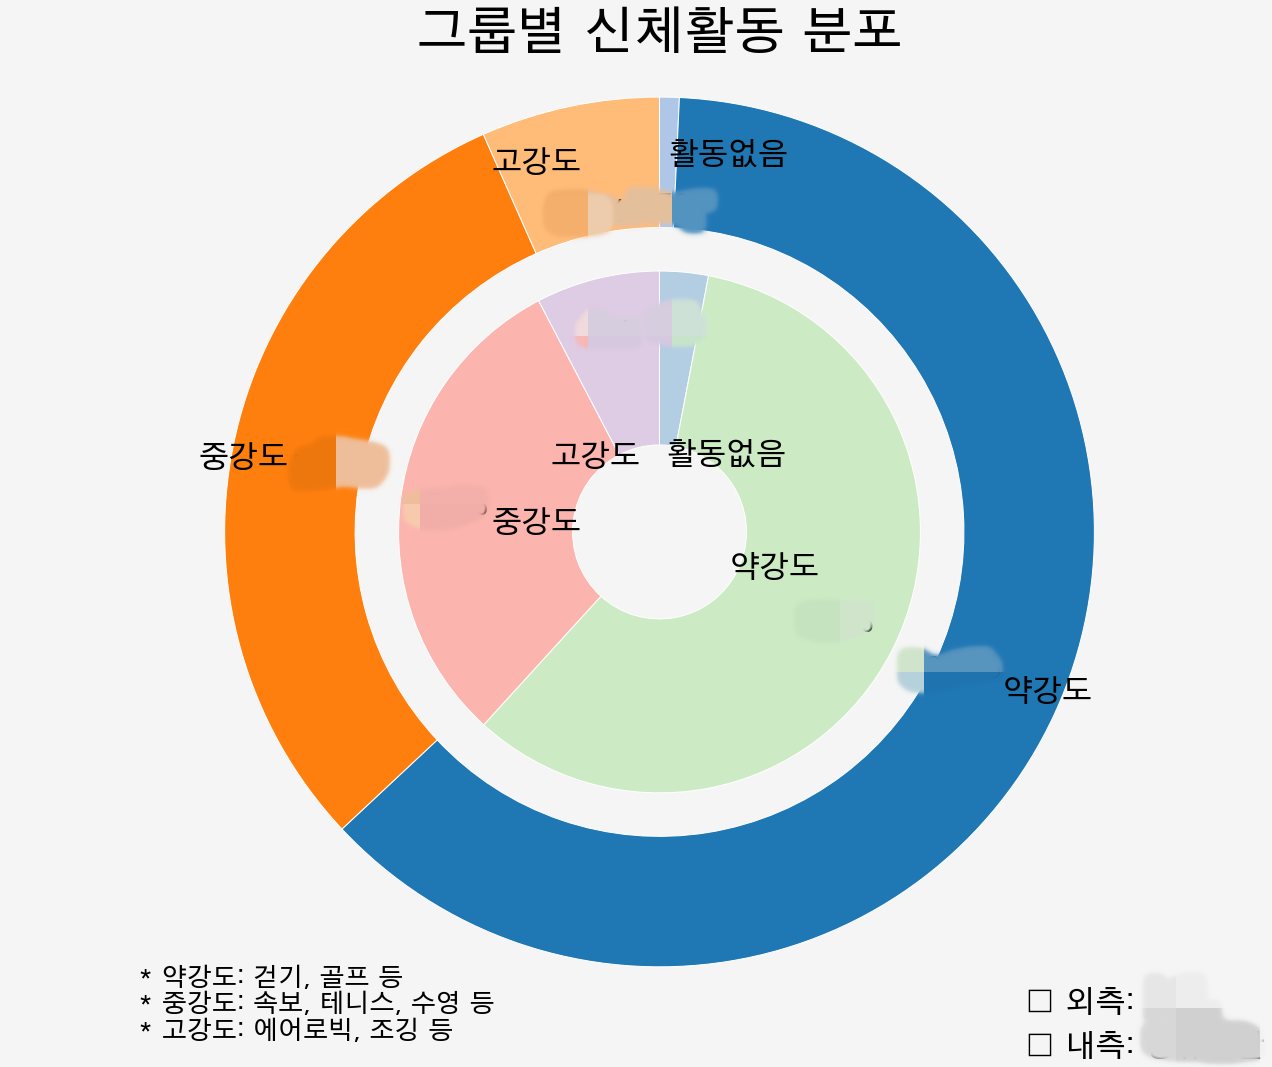 그룹별 신체활동 분포
고강도
활동없음
중강도
고강도
활동없음
중강도
약강도
약강도
* 약강도: 걷기, 골프 등
* 중강도: 속보, 테니스, 수영 등
* 고강도: 에어로빅, 조깅 등
□ 외측:
□ 내측: